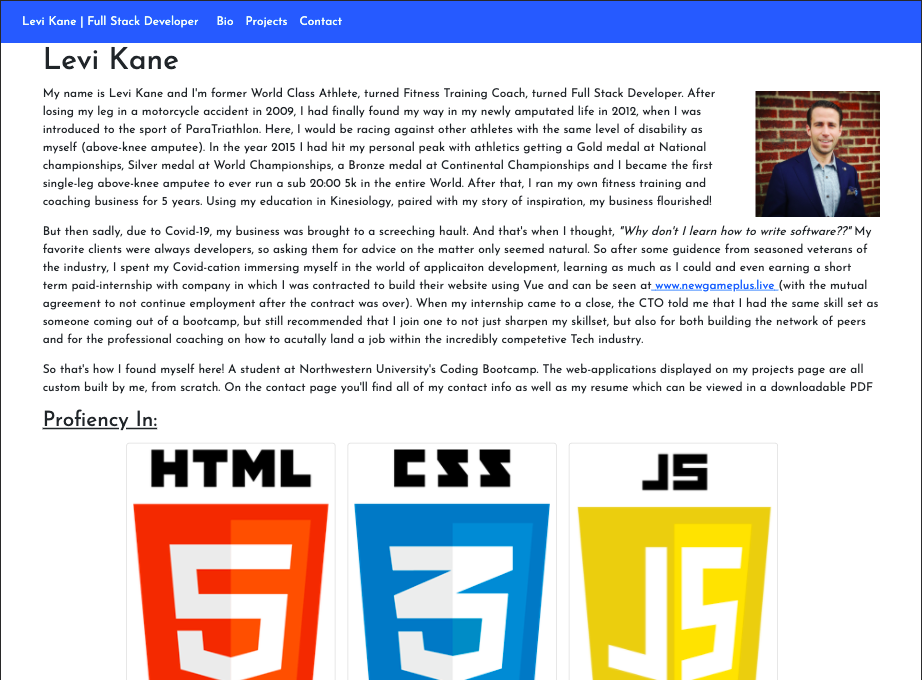 Levi Kane | Full Stack Developer Bio Projects Contact
Levi Kane
My name is Levi Kane and I'm former World Class Athlete, turned Fitness Training Coach, turned Full Stack Developer. After
losing my leg in a motorcycle accident in 2009, I had finally found my way in my newly amputated life in 2012, when I was
introduced to the sport of ParaTriathlon. Here, I would be racing against other athletes with the same level of disability as
myself (above-knee amputee). In the year 2015 I had hit my personal peak with athletics getting a Gold medal at National
championships, Silver medal at World Championships, a Bronze medal at Continental Championships and I became the first
single-leg above-knee amputee to ever run a sub 20:00 5k in the entire World. After that, I ran my own fitness training and
coaching business for 5 years. Using my education in Kinesiology, paired with my story of inspiration, my business flourished!
But then sadly, due to Covid-19, my business was brought to a screeching hault. And that's when I thought, "Why don't I learn how to write software??" My
favorite clients were always developers, so asking them for advice on the matter only seemed natural. So after some guidence from seasoned veterans of
the industry, I spent my Covid-cation immersing myself in the world of applicaiton development, learning as much as I could and even earning a short
term paid-internship with company in which I was contracted to build their website using Vue and can be seen at www.newgameplus.live (with the mutual
agreement to not continue employment after the contract was over). When my internship came to a close, the CTO told me that I had the same skill set as
someone coming out of a bootcamp, but still recommended that I join one to not just sharpen my skillset, but also for both building the network of peers
and for the professional coaching on how to acutally land a job within the incredibly competetive Tech industry.
So that's how I found myself here! A student at Northwestern University's Coding Bootcamp. The web-applications displayed on my projects page are all
custom built by me, from scratch. On the contact page you'll find all of my contact info as well as my resume which can be viewed in a downloadable PDF
Profiency In:
HTML CSS JS
5 3 JS